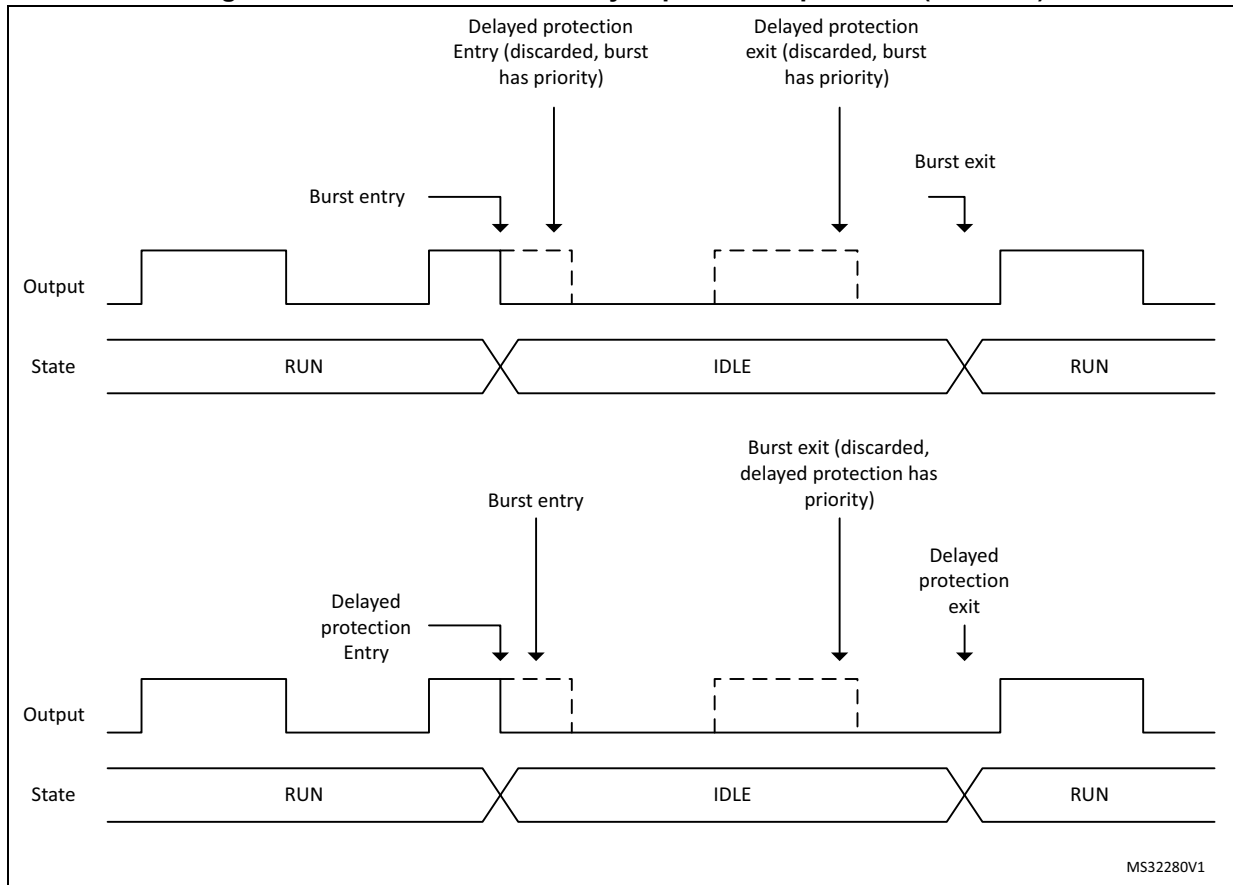 Delayed protection
Entry (discarded, burst
has priority)
Delayed protection
exit (discarded, burst
has priority)
Burst exit
Burst entry
Output
State
RUN
IDLE
RUN
Burst exit (discarded,
delayed protection has
priority)
Burst entry
Delayed
protection
exit
Delayed
protection
Entry
Output
State
RUN
IDLE
RUN
MS32280V1